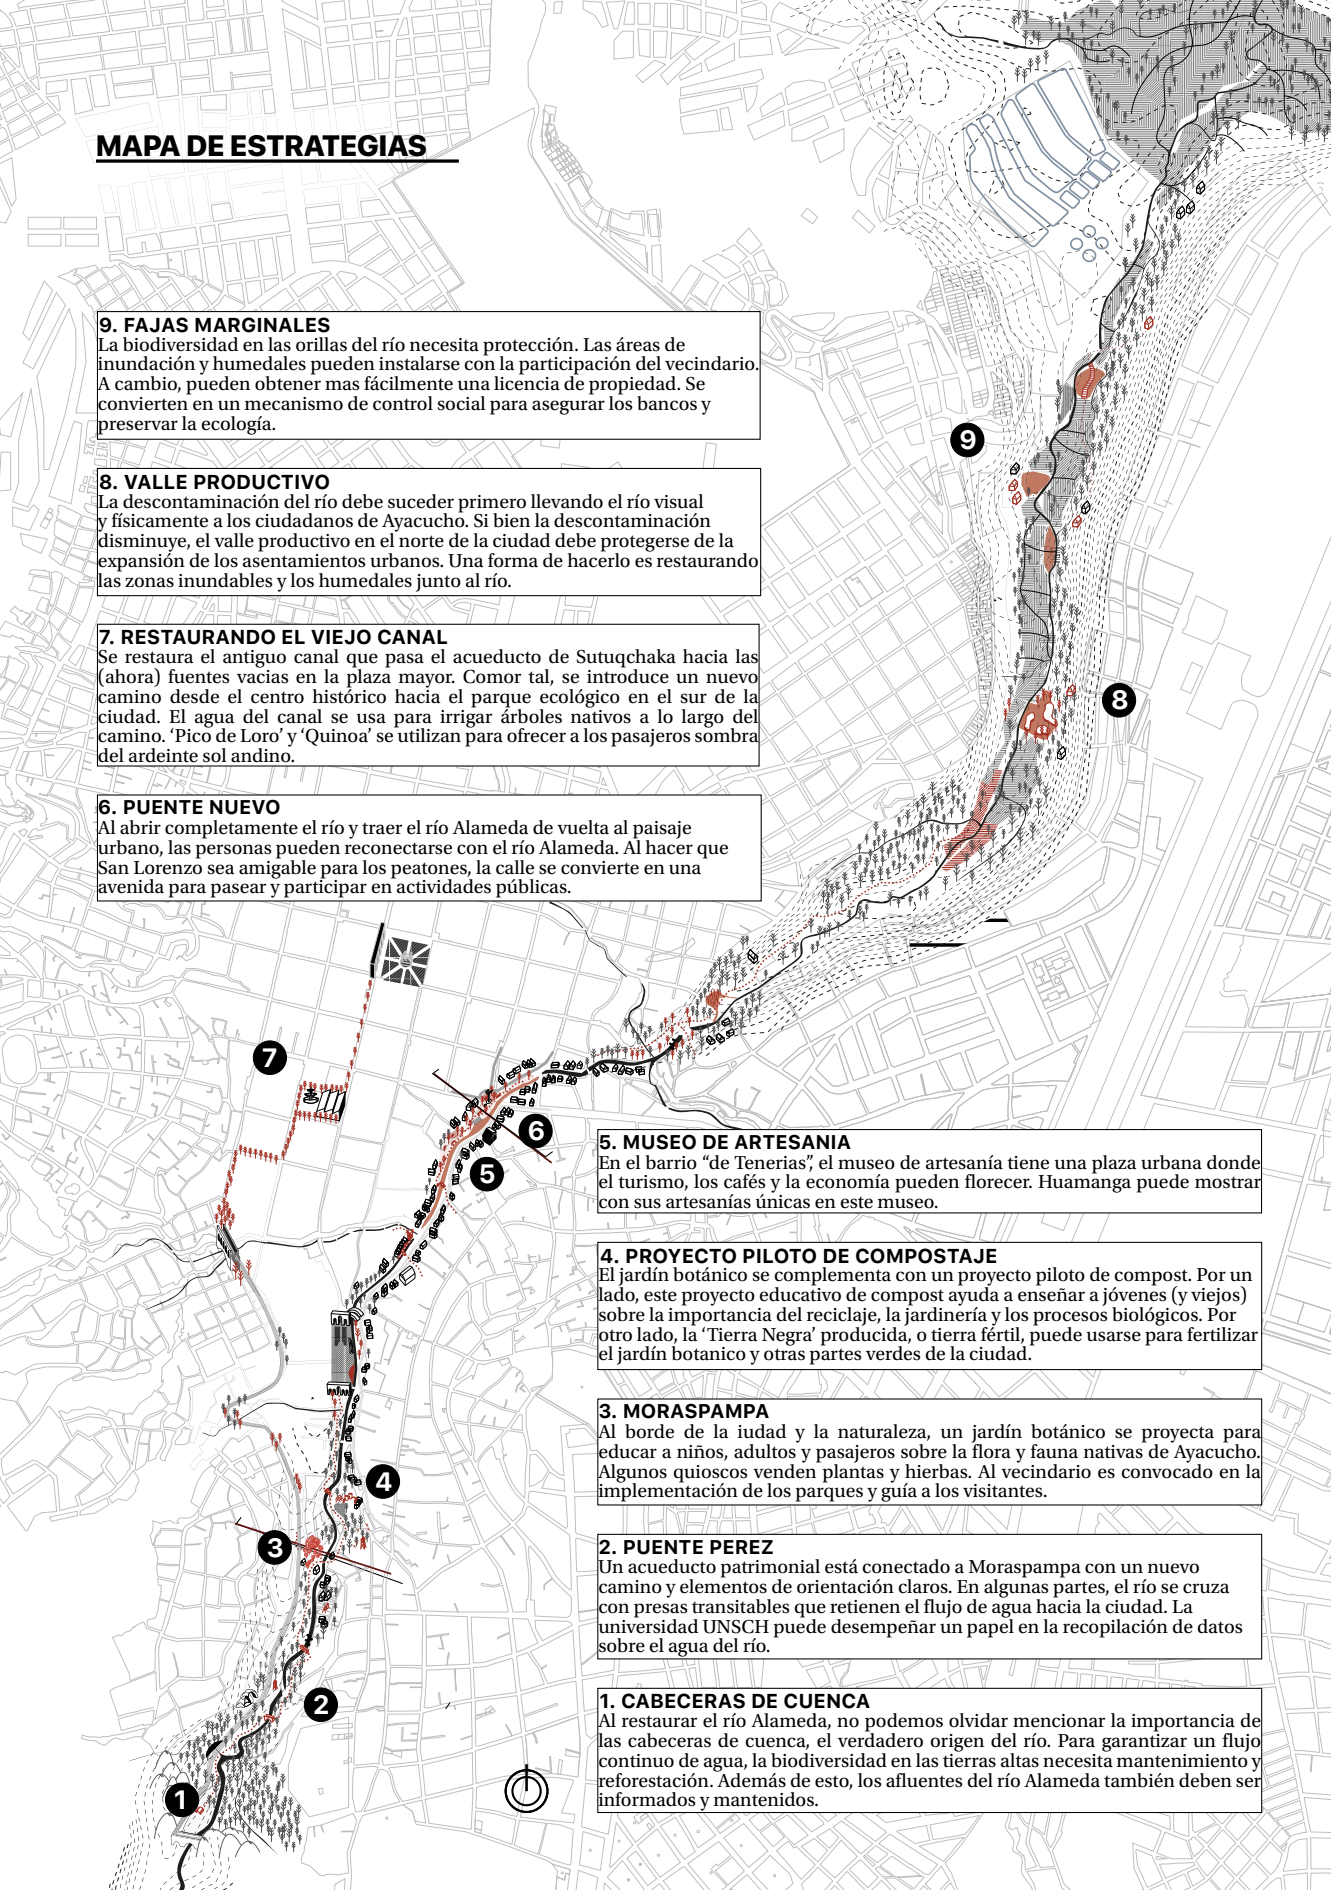 MAPA DE ESTRATEGIAS
9. FAJAS MARGINALES
La biodiversidad en las orillas del río necesita protección. Las áreas de
inundación y humedales pueden instalarse con la participación del vecindario.
A cambio, pueden obtener mas fácilmente una licencia de propiedad. Se
convierten en un mecanismo de control social para asegurar los bancos y
preservar la ecología.
8. VALLE PRODUCTIVO
La descontaminación del río debe suceder primero llevando el río visual
y físicamente a los ciudadanos de Ayacucho. Si bien la descontaminación
disminuye, el valle productivo en el norte de la ciudad debe protegerse de la
expansión de los asentamientos urbanos. Una forma de hacerlo es restaurando
las zonas inundables y los humedales junto al río.
7. RESTAURANDO EL VIEJO CANAL
Se restaura el antiguo canal que pasa el acueducto de Sutuqchaka hacia las
(ahora) fuentes vacias en la plaza mayor. Comor tal, se introduce un nuevo
camino desde el centro histórico hacia el parque ecológico en el sur de la
ciudad. El agua del canal se usa para irrigar árboles nativos a lo largo del
camino. ‘Pico de Loro’ y ‘Quinua’ se utilizan para ofrecer a los pasajeros sombra
del ardeinte sol andino.
6. PUENTE NUEVO
Al abrir completamente el río y traer el río Alameda de vuelta al paisaje
urbano, las personas pueden reconectarse con el río Alameda. Al hacer que
San Lorenzo sea amigable para los peatones, la calle se convierte en una
avenida para pasear y participar en actividades públicas.
9
8
7
6
5
5. MUSEO DE ARTESANIA
En el barrio “de Tenerias”, el museo de artesanía tiene una plaza urbana donde
el turismo, los cafés y la economía pueden florecer. Huamanga puede mostrar
con sus artesanías únicas en este museo.
4. PROYECTO PILOTO DE COMPOSTAJE
El jardín botánico se complementa con un proyecto piloto de compost. Por un
lado, este proyecto educativo de compost ayuda a enseñar a jóvenes (y viejos)
sobre la importancia del reciclaje, la jardinería y los procesos biológicos. Por
otro lado, la ‘Tierra Negra’ producida, o tierra fértil, puede usarse para fertilizar
el jardín botanico y otras partes verdes de la ciudad.
3. MORASPAMPA
Al borde de la iudad y la naturaleza, un jardín botánico se proyecta para
educar a niños, adultos y pasajeros sobre la flora y fauna nativas de Ayacucho.
Algunos quioscos venden plantas y hierbas. Al vecindario es convocado en la
implementación de los parques y guía a los visitantes.
4
3
2. PUENTE PEREZ
Un acueducto patrimonial está conectado a Moraspampa con un nuevo
camino y elementos de orientación claros. En algunas partes, el río se cruza
con presas transitables que retienen el flujo de agua hacia la ciudad. La
universidad UNSCH puede desempeñar un papel en la recopilación de datos
sobre el agua del río.
2
1. CABECERAS DE CUENCA
Al restaurar el río Alameda, no podemos olvidar mencionar la importancia de
las cabeceras de cuenca, el verdadero origen del río. Para garantizar un flujo
continuo de agua, la biodiversidad en las tierras altas necesita mantenimiento y
reforestación. Además de esto, los afluentes del río Alameda también deben ser
informados y mantenidos.
1